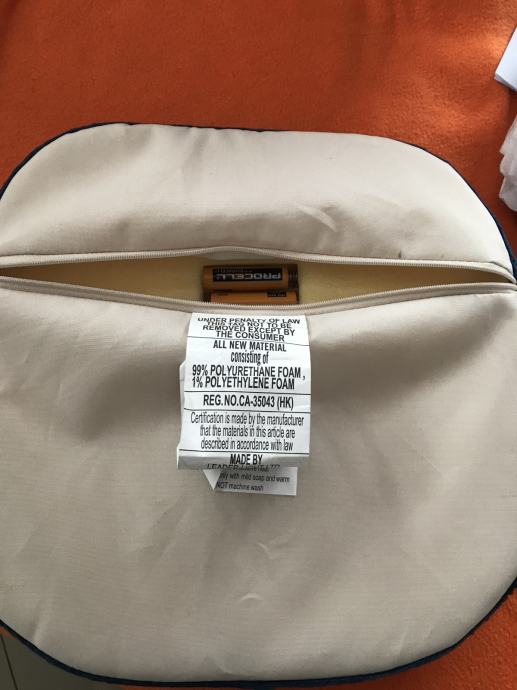 PROCELL
UNDER PENALTY OF LAW
THIS TAG NOT TO BE
REMOVED EXCEPT BY
THE CONSUMER
ALL NEW MATERIAL
consisting of
99% POLYURETHANE FOAM ,
1% POLYETHYLENE FOAM
REG.NO.CA-35043 (HK)
Certification is made by the manufacturer
that the materials in this article are
described in accordance with law
MADE BY
LEADER
only with mild soap and warm
NOT machine wash